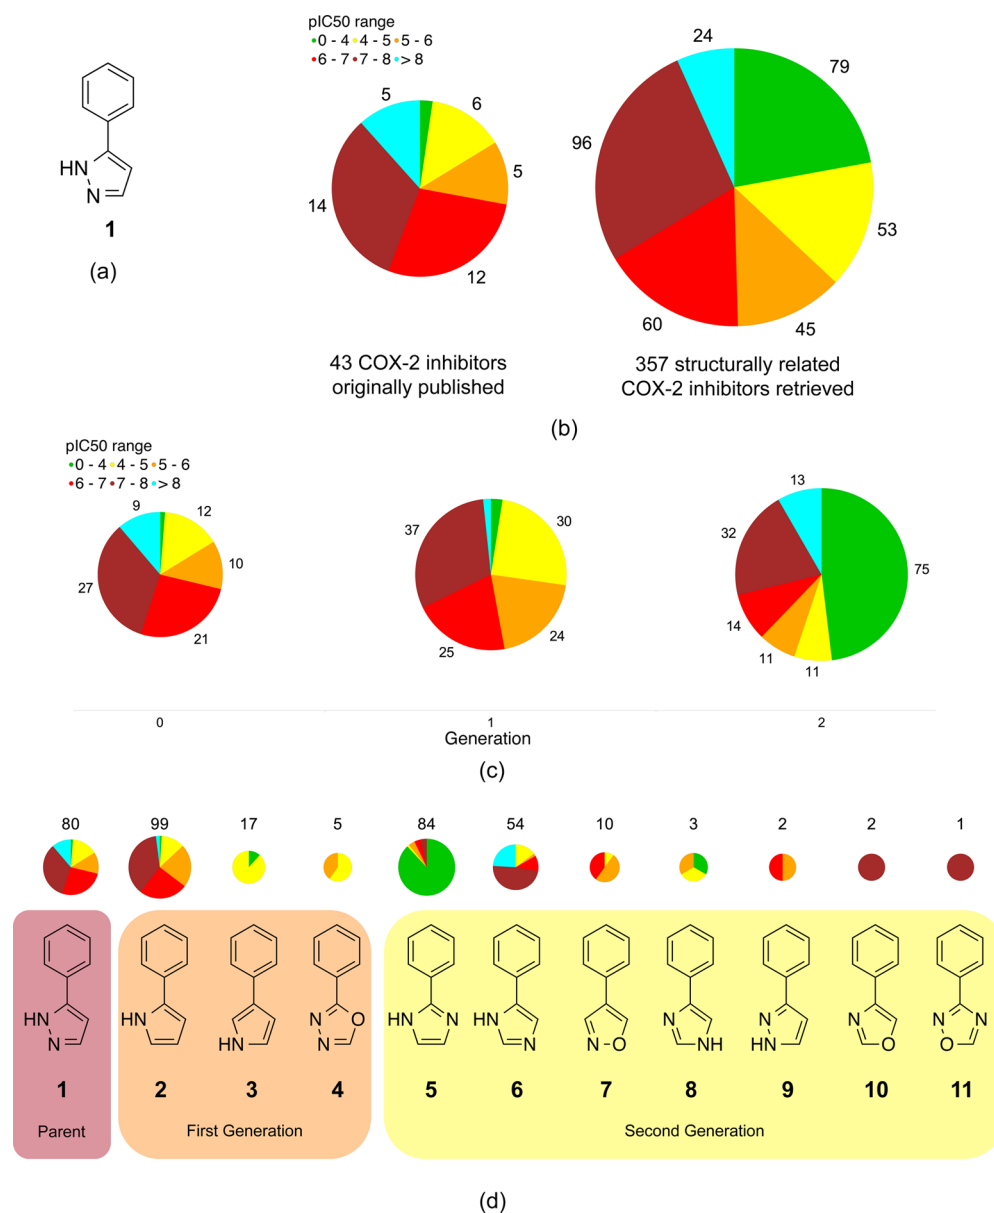 pIC50 range
0 - 4 4 - 5 5 - 6
6 - 7 7 - 8 > 8
HN
N
1
(a)
5
6
5
12
14
24
79
53
45
60
96
43 COX-2 inhibitors
originally published
357 structurally related
COX-2 inhibitors retrieved
(b)
pIC50 range
0 - 4 4 - 5 5 - 6
6 - 7 7 - 8 > 8
9
12
10
21
27
37
30
24
25
13
75
11
11
14
32
0
1
2
Generation
(c)
80 99 17 5 84 54 10 3 2 2 1
HN
N
HN
HN
N
N
O
HN
N
HN
N
N
O
N
NH
N
HN
N
O
N
O
N
1 2 3 4 5 6 7 8 9 10 11
Parent
First Generation
Second Generation
(d)